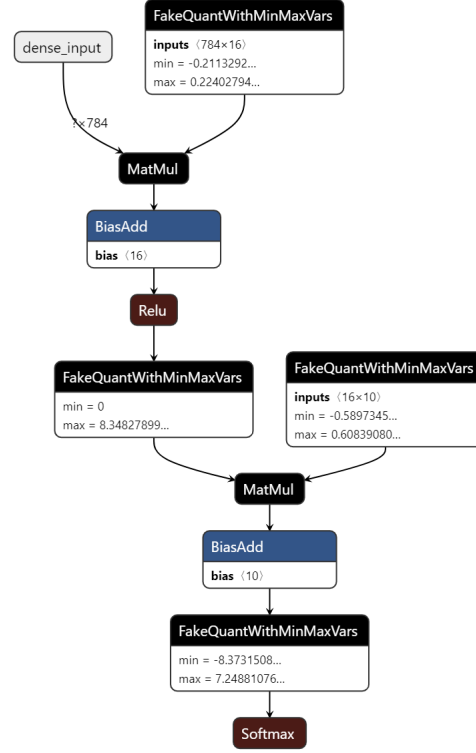 FakeQuantWithMinMaxVars
inputs ⟨784×16⟩
min = -0.2113292...
max = 0.22402794...
dense_input
?×784
MatMul
BiasAdd
bias ⟨16⟩
Relu
FakeQuantWithMinMaxVars
min = 0
max = 8.34827899...
FakeQuantWithMinMaxVars
inputs ⟨16×10⟩
min = -0.5897345...
max = 0.60839080...
MatMul
BiasAdd
bias ⟨10⟩
FakeQuantWithMinMaxVars
min = -8.3731508...
max = 7.24881076...
Softmax